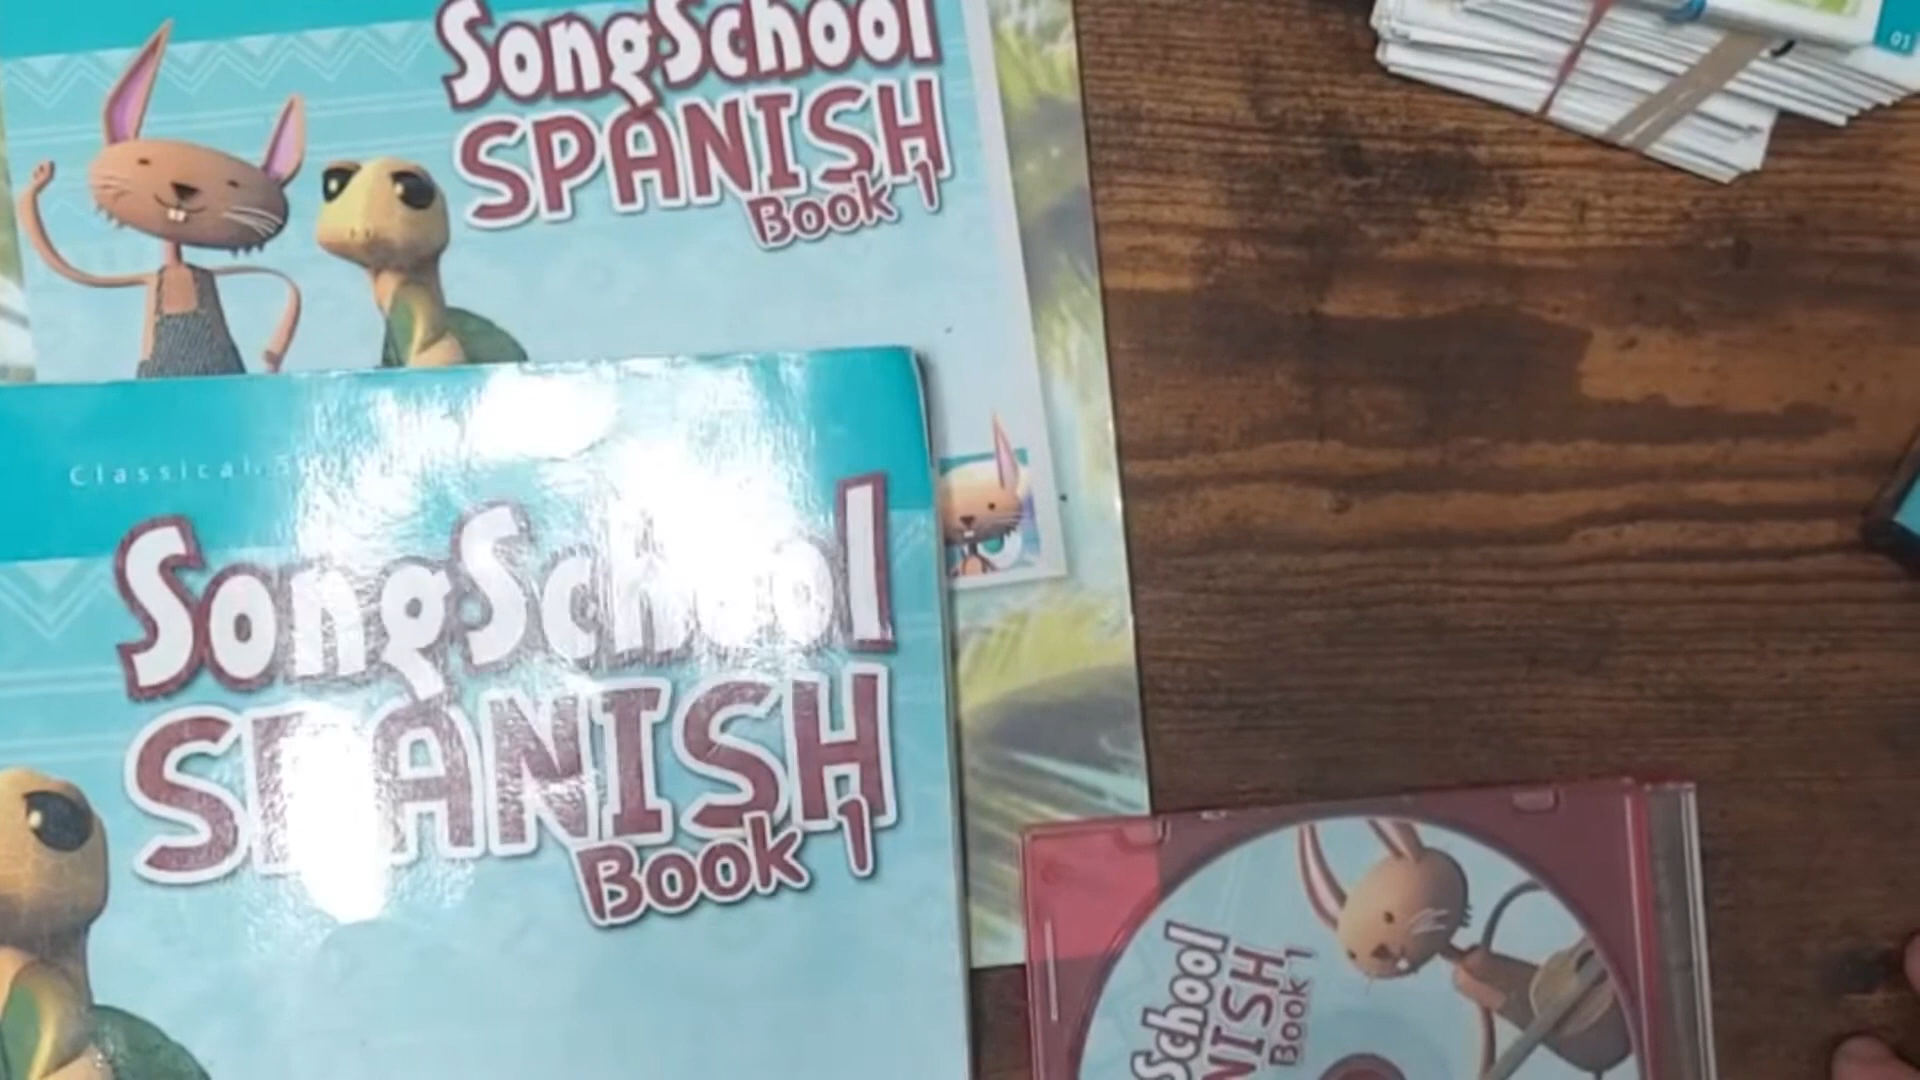 SongSchool
SPANISH
Book 1
01
Classical
SongSchool
SPANISH
Book 1
School
NISH
Book 1